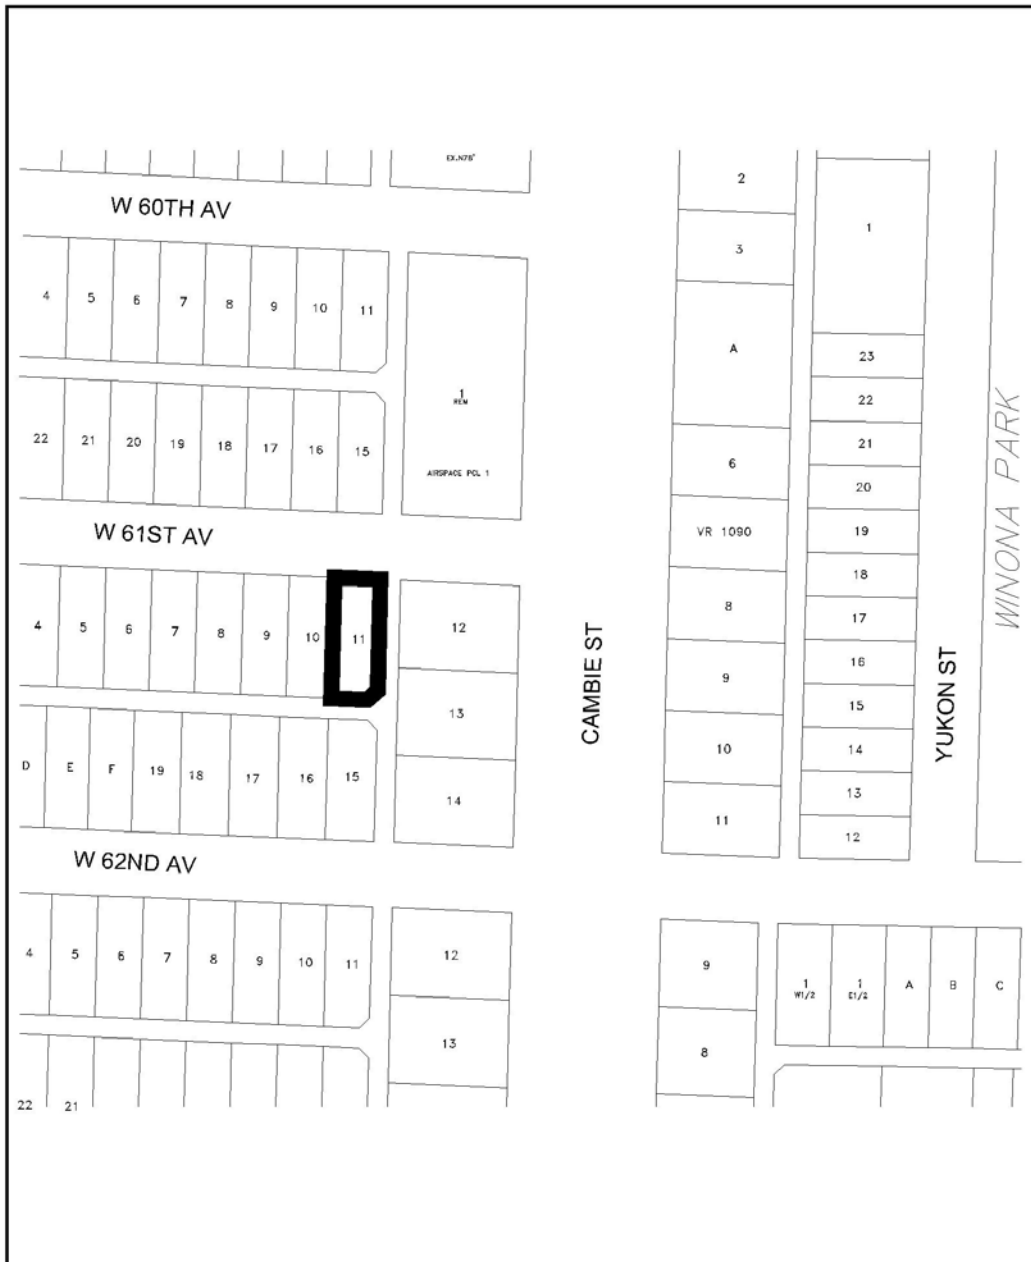 EX.N78'
2
W 60TH AV
1
3
4 5 6 7 8 9 10 11
A
23
1
REM
22
22 21 20 19 18 17 16 15
21
6
AIRSPACE PCL 1
20
W 61ST AV
VR 1090
19
18
WINONA PARK
4 5 6 7 8 9 10 11
12
8
17
16
CAMBIE ST
9
YUKON ST
15
13
10
14
D E F 19 18 17 16 15
13
14
11
12
W 62ND AV
4 5 6 7 8 9 10 11
12
9
1
W1/2
1
E1/2
A B C
13
8
22 21